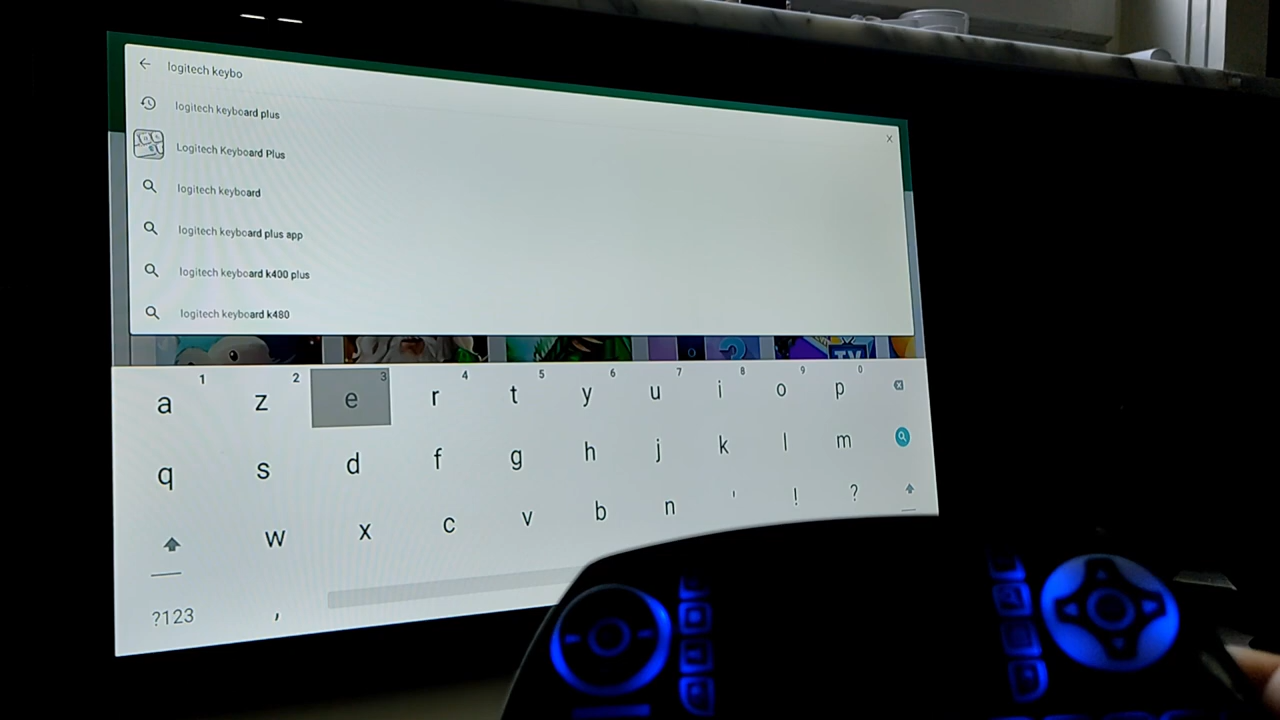 logitech keybo
logitech keyboard plus
Logitech Keyboard Plus
logitech keyboard
logitech keyboard plus app
logitech keyboard k400 plus
logitech keyboard k480
TV
1 2 3 4 5 6 7 8 9 0
a z e r t y u i o p
q s d f g h j k l m
w x c v b n ' ! ?
?123 ,